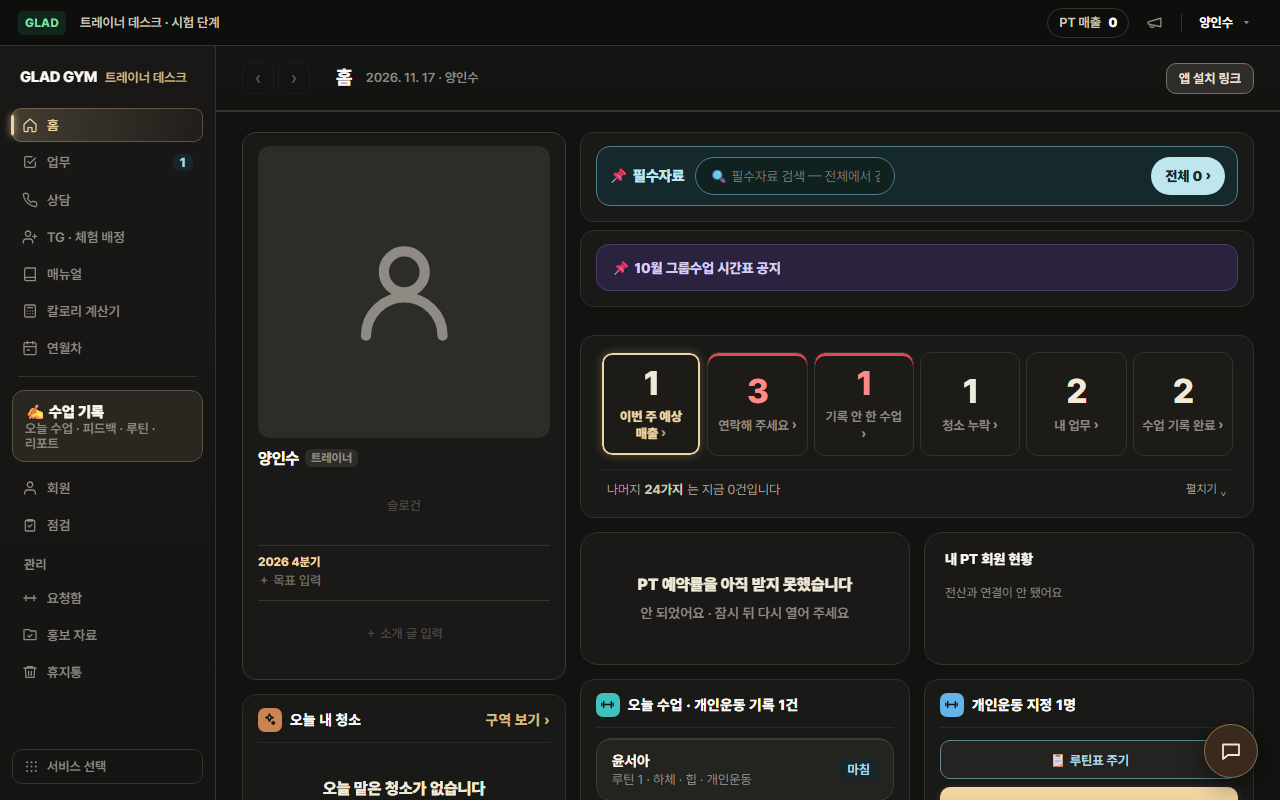 GLAD 트레이너 데스크 · 시험 단계
PT 매출 0
양인수
GLAD GYM 트레이너 데스크
홈
업무 1
상담
TG · 체험 배정
매뉴얼
칼로리 계산기
연월차
수업 기록
오늘 수업 · 피드백 · 루틴 ·
리포트
회원
점검
관리
요청함
홍보 자료
휴지통
서비스 선택
홈 2026. 11. 17 · 양인수
앱 설치 링크
양인수 트레이너
슬로건
2026 4분기
+ 목표 입력
+ 소개 글 입력
오늘 내 청소 구역 보기 ›
오늘 맡은 청소가 없습니다
필수자료 필수자료 검색 — 전체에서
전체 0 ›
10월 그룹수업 시간표 공지
1
이번 주 예상
매출 ›
3
연락해 주세요 ›
1
기록 안 한 수업
›
1
청소 누락 ›
2
내 업무 ›
2
수업 기록 완료 ›
나머지 24가지 는 지금 0건입니다
펼치기
PT 예약률을 아직 받지 못했습니다
안 되었어요 · 잠시 뒤 다시 열어 주세요
내 PT 회원 현황
전산과 연결이 안 됐어요
오늘 수업 · 개인운동 기록 1건
윤서아
루틴 1 · 하체 · 힙 · 개인운동
마침
개인운동 지정 1명
루틴표 주기